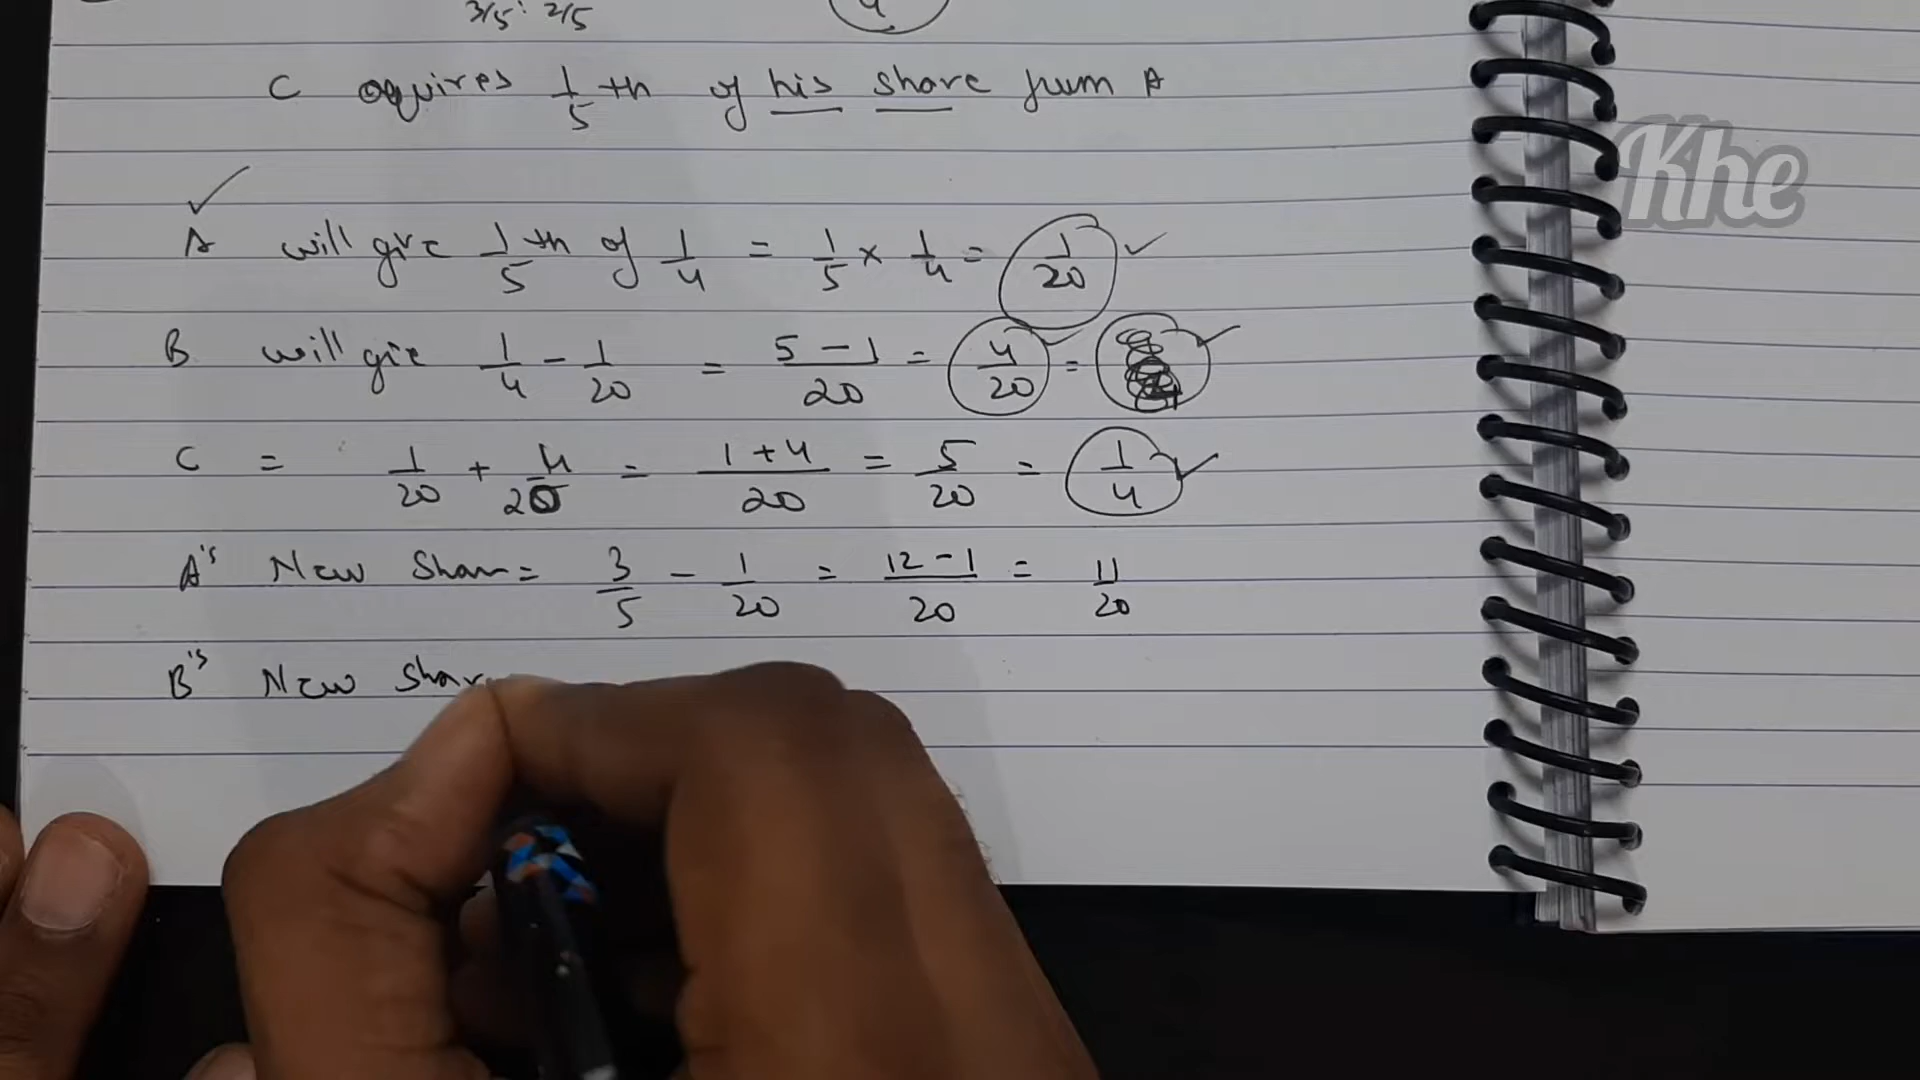 3/5 : 2/5
C aquires 1/5 th of his share from A
A will give 1/5 th of 1/4 = 1/5 × 1/4 = 1/20
B will give 1/4 - 1/20 = 5 - 1/20 = 4/20 =
C = 1/20 + 4/20 = 1 + 4/20 = 5/20 = 1/4
A's New Share = 3/5 - 1/20 = 12 - 1/20 = 11/20
B's New Shar
Khe